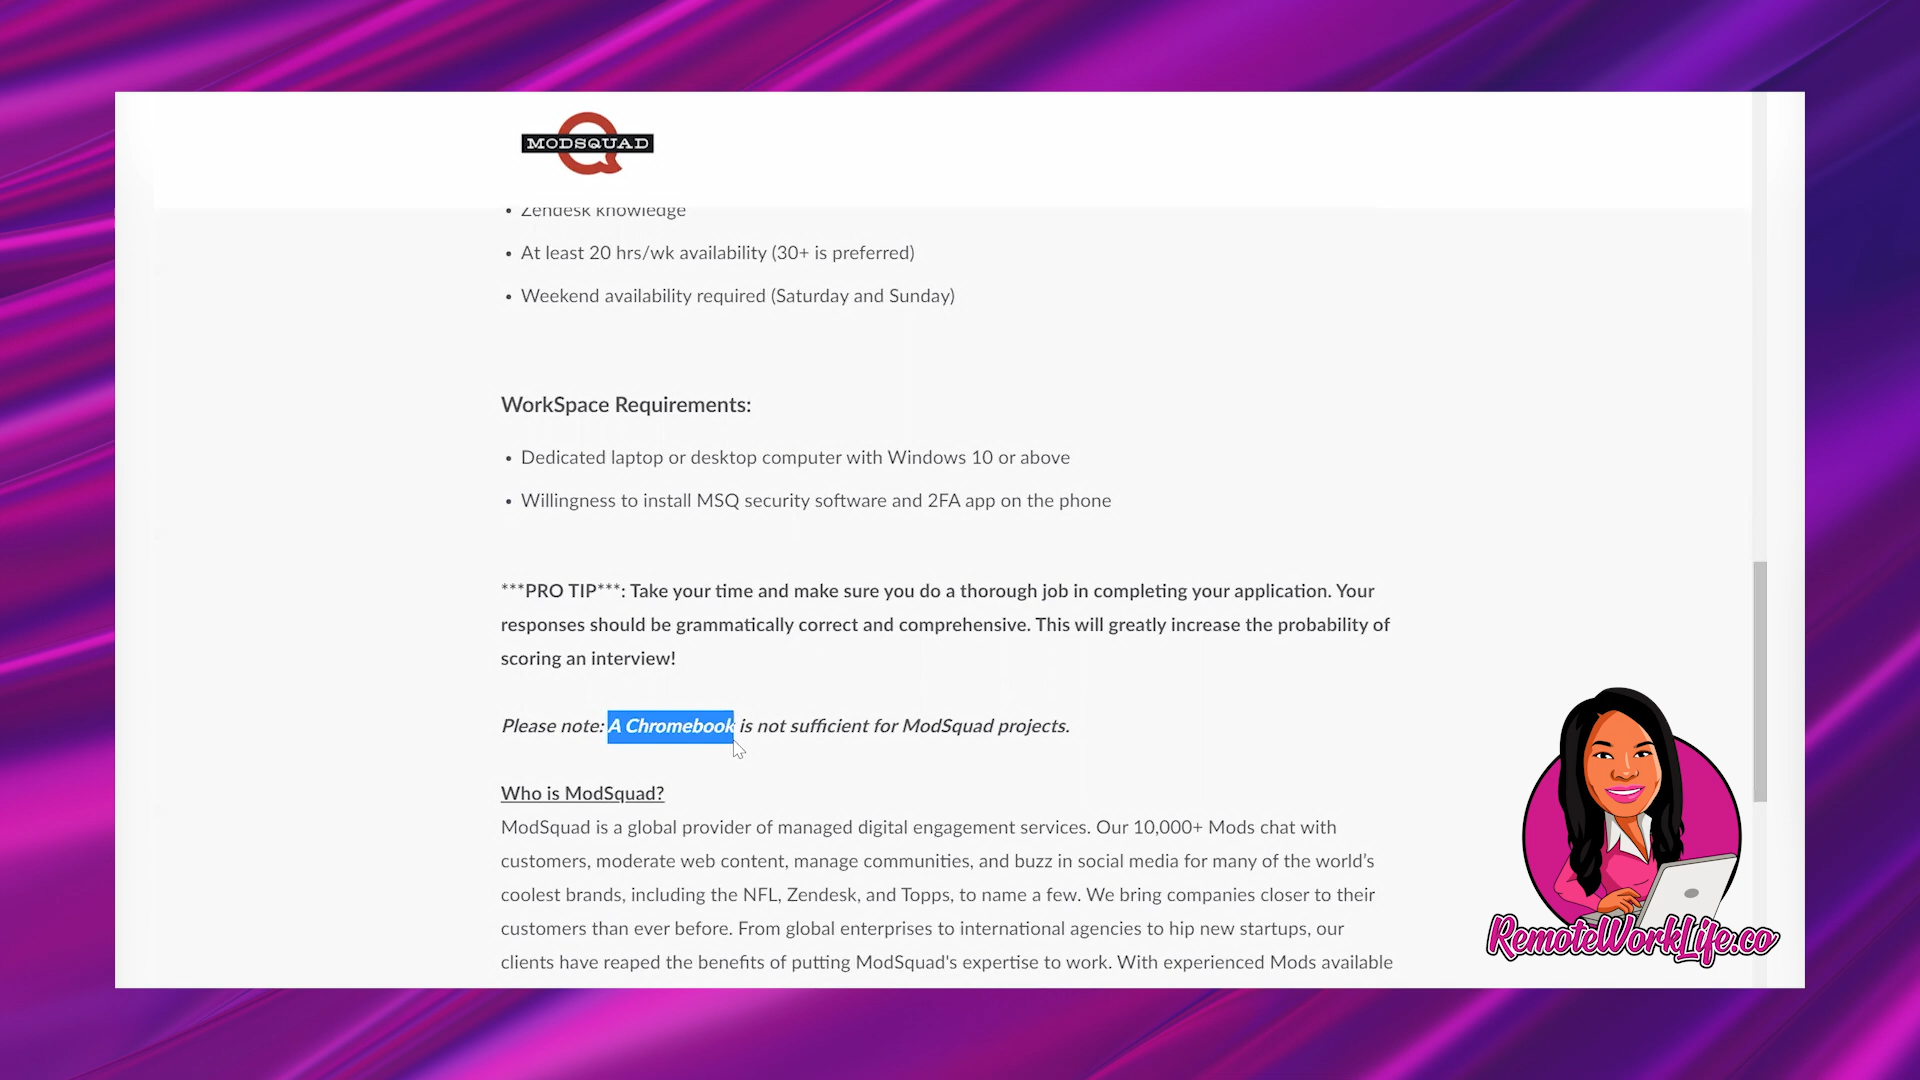 MODSQUAD
• Zendesk knowledge
• At least 20 hrs/wk availability (30+ is preferred)
• Weekend availability required (Saturday and Sunday)
WorkSpace Requirements:
• Dedicated laptop or desktop computer with Windows 10 or above
• Willingness to install MSQ security software and 2FA app on the phone
***PRO TIP***: Take your time and make sure you do a thorough job in completing your application. Your
responses should be grammatically correct and comprehensive. This will greatly increase the probability of
scoring an interview!
Please note: A Chromebook is not sufficient for ModSquad projects.
Who is ModSquad?
ModSquad is a global provider of managed digital engagement services. Our 10,000+ Mods chat with
customers, moderate web content, manage communities, and buzz in social media for many of the world’s
coolest brands, including the NFL, Zendesk, and Topps, to name a few. We bring companies closer to their
customers than ever before. From global enterprises to international agencies to hip new startups, our
clients have reaped the benefits of putting ModSquad's expertise to work. With experienced Mods available
RemoteWorkLife.co